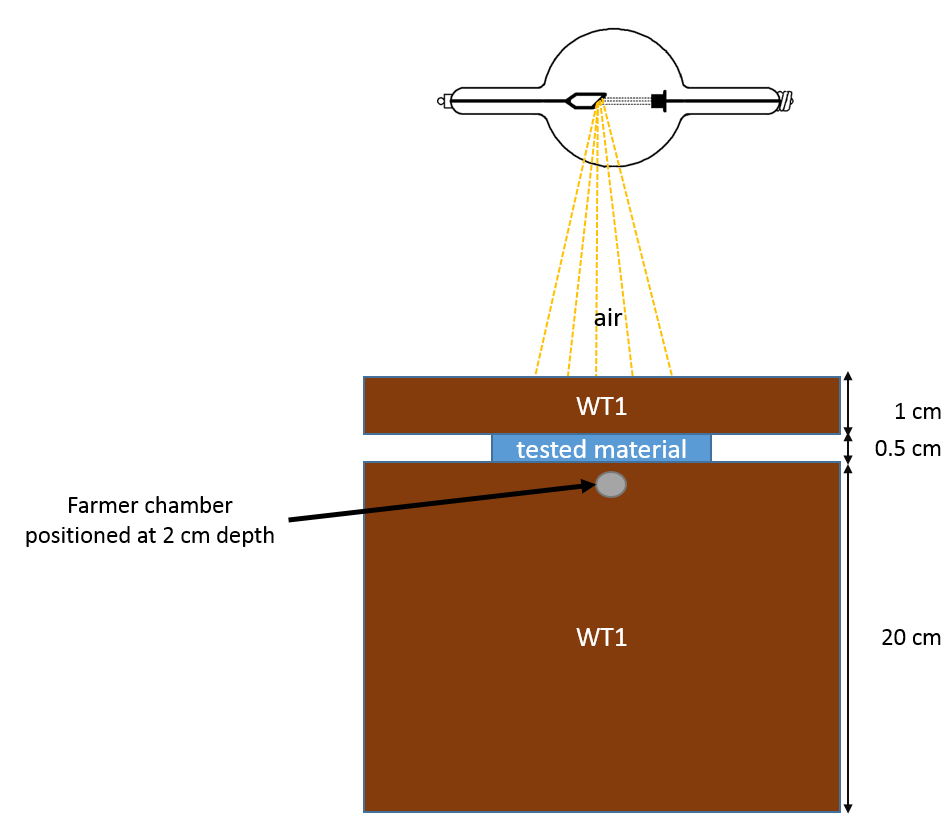 air
WT1
1 cm
tested material
0.5 cm
Farmer chamber
positioned at 2 cm depth
WT1
20 cm